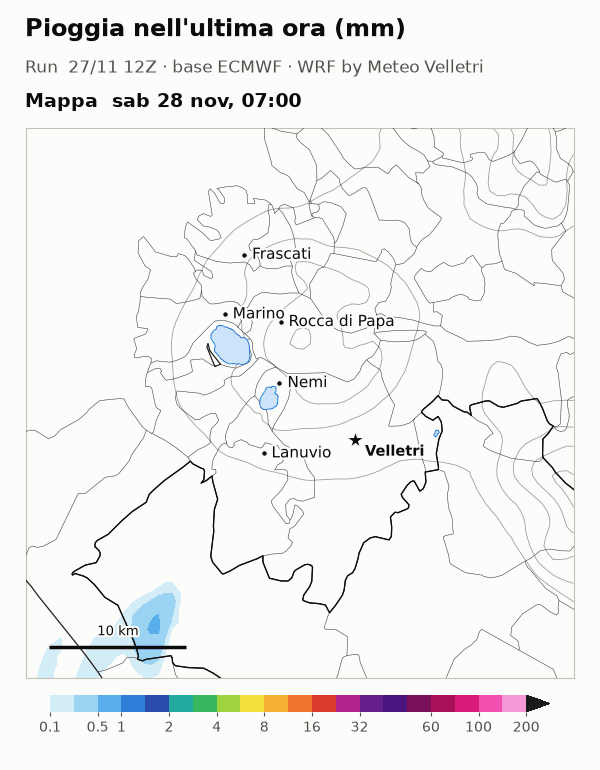 Pioggia nell'ultima ora (mm)
Run  27/11 12Z · base ECMWF · WRF by Meteo Velletri
Mappa  sab 28 nov, 07:00
Frascati
Marino
Rocca di Papa
Nemi
Velletri
Lanuvio
10 km
0.1 0.5 1 2 4 8 16 32 60 100 200